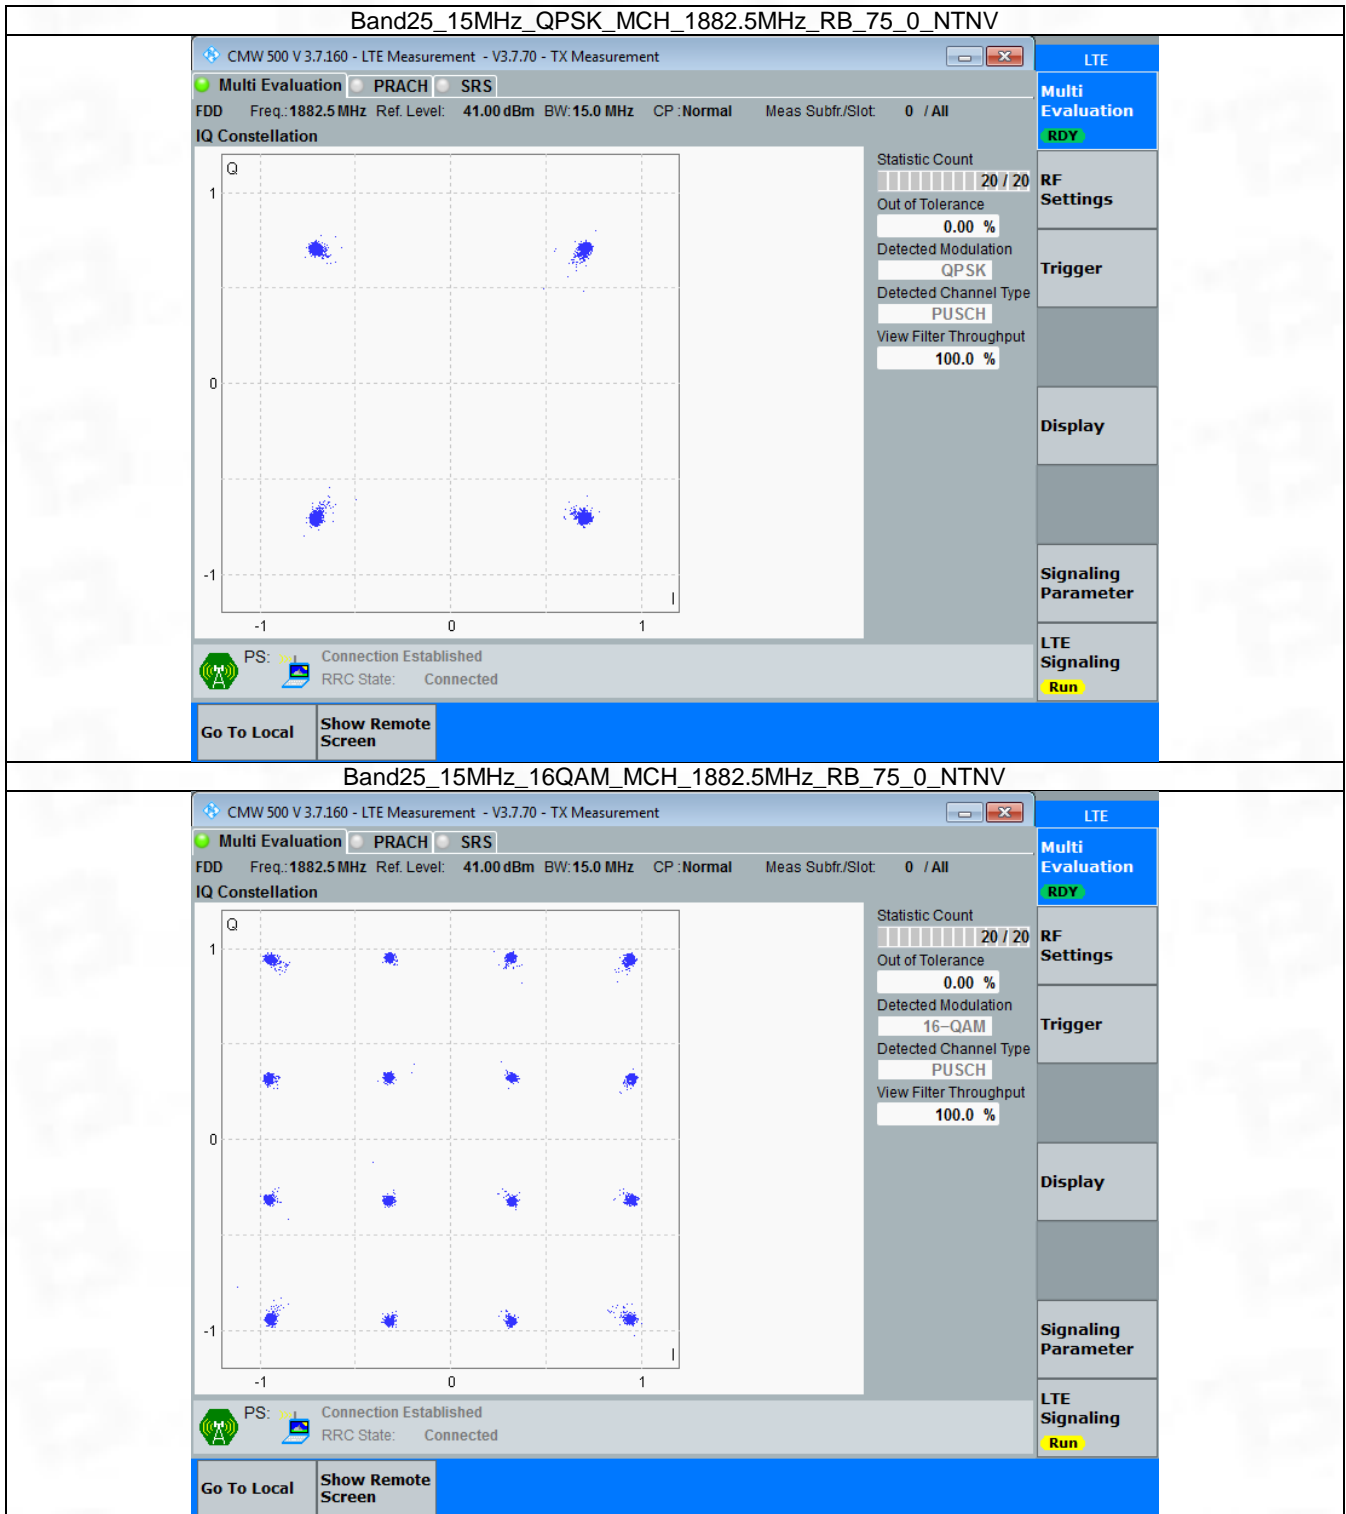 Band25_15MHz_QPSK_MCH_1882.5MHz_RB_75_0_NTNV
CMW 500 V 3.7.160 - LTE Measurement - V3.7.70 - TX Measurement
LTE
Multi Evaluation PRACH SRS
Multi
Evaluation
RDY
FDD Freq.:1882.5 MHz Ref. Level: 41.00 dBm BW:15.0 MHz CP :Normal Meas Subfr./Slot: 0 / All
IQ Constellation
Q
1
0
-1
I
-1 0 1
Statistic Count
20 / 20
Out of Tolerance
0.00 %
Detected Modulation
QPSK
Detected Channel Type
PUSCH
View Filter Throughput
100.0 %
RF
Settings
Trigger
Display
Signaling
Parameter
LTE
Signaling
Run
PS: Connection Established
RRC State: Connected
Go To Local
Show Remote
Screen
Band25_15MHz_16QAM_MCH_1882.5MHz_RB_75_0_NTNV
CMW 500 V 3.7.160 - LTE Measurement - V3.7.70 - TX Measurement
LTE
Multi Evaluation PRACH SRS
Multi
Evaluation
RDY
FDD Freq.:1882.5 MHz Ref. Level: 41.00 dBm BW:15.0 MHz CP :Normal Meas Subfr./Slot: 0 / All
IQ Constellation
Q
1
0
-1
I
-1 0 1
Statistic Count
20 / 20
Out of Tolerance
0.00 %
Detected Modulation
16-QAM
Detected Channel Type
PUSCH
View Filter Throughput
100.0 %
RF
Settings
Trigger
Display
Signaling
Parameter
LTE
Signaling
Run
PS: Connection Established
RRC State: Connected
Go To Local
Show Remote
Screen